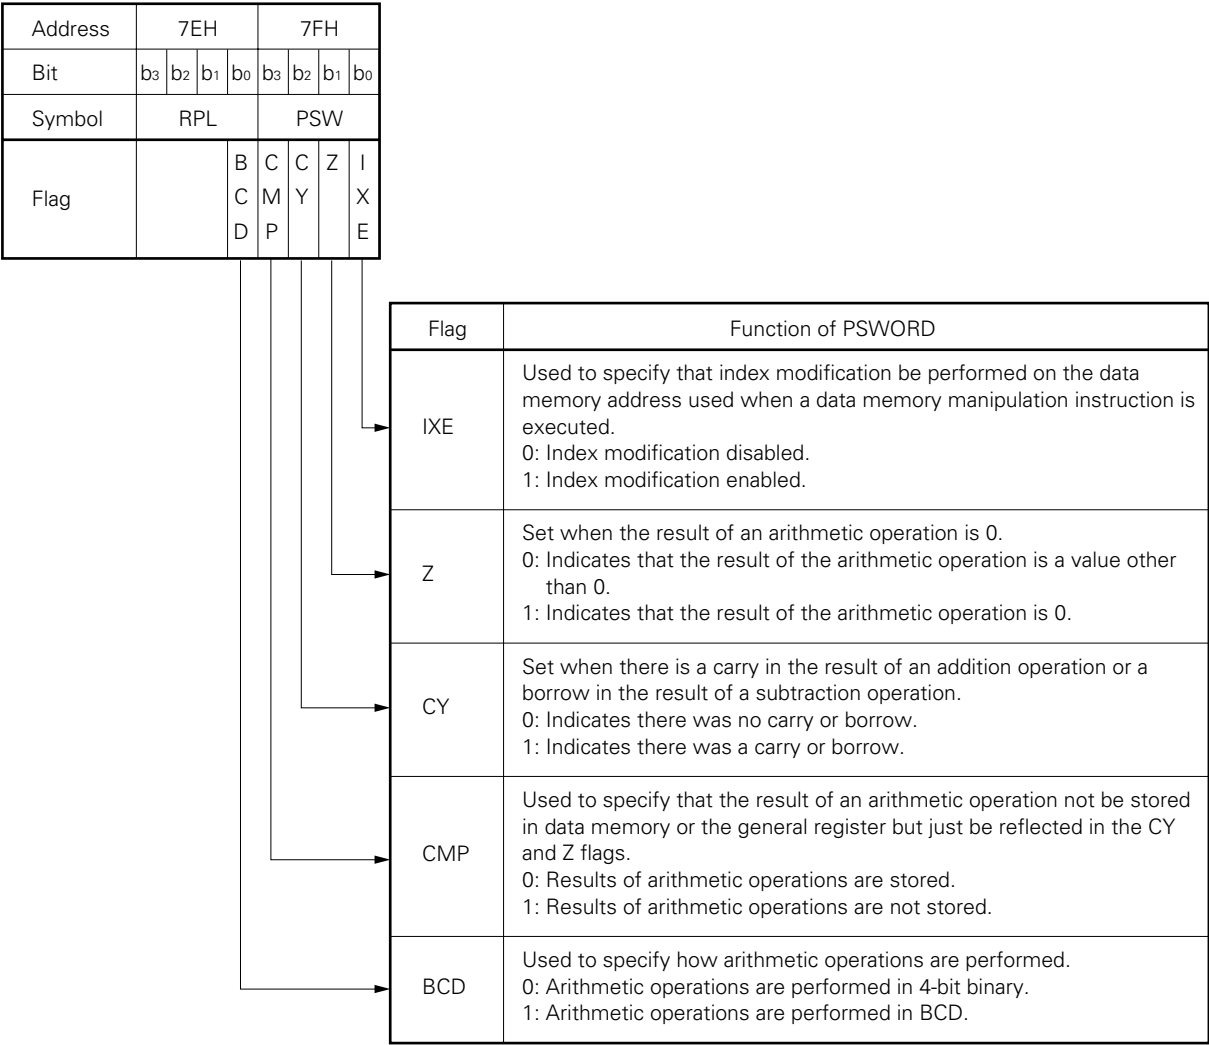 Address 7EH 7FH
Bit b3 b2 b1 b0 b3 b2 b1 b0
Symbol RPL PSW
Flag BCD CMP CY Z IXE
Flag Function of PSWORD
IXE
Used to specify that index modification be performed on the data
memory address used when a data memory manipulation instruction is
executed.
0: Index modification disabled.
1: Index modification enabled.
Z
Set when the result of an arithmetic operation is 0.
0: Indicates that the result of the arithmetic operation is a value other
than 0.
1: Indicates that the result of the arithmetic operation is 0.
CY
Set when there is a carry in the result of an addition operation or a
borrow in the result of a subtraction operation.
0: Indicates there was no carry or borrow.
1: Indicates there was a carry or borrow.
CMP
Used to specify that the result of an arithmetic operation not be stored
in data memory or the general register but just be reflected in the CY
and Z flags.
0: Results of arithmetic operations are stored.
1: Results of arithmetic operations are not stored.
BCD
Used to specify how arithmetic operations are performed.
0: Arithmetic operations are performed in 4-bit binary.
1: Arithmetic operations are performed in BCD.